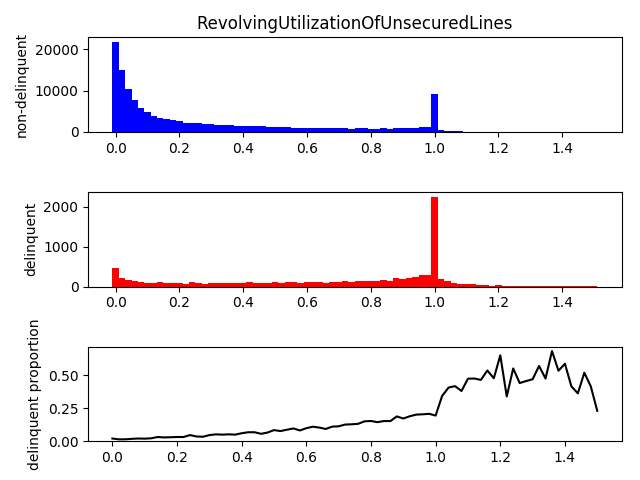 RevolvingUtilizationOfUnsecuredLines
non-delinquent
20000
10000
0
0.0 0.2 0.4 0.6 0.8 1.0 1.2 1.4
delinquent
2000
1000
0
0.0 0.2 0.4 0.6 0.8 1.0 1.2 1.4
delinquent proportion
0.50
0.25
0.00
0.0 0.2 0.4 0.6 0.8 1.0 1.2 1.4